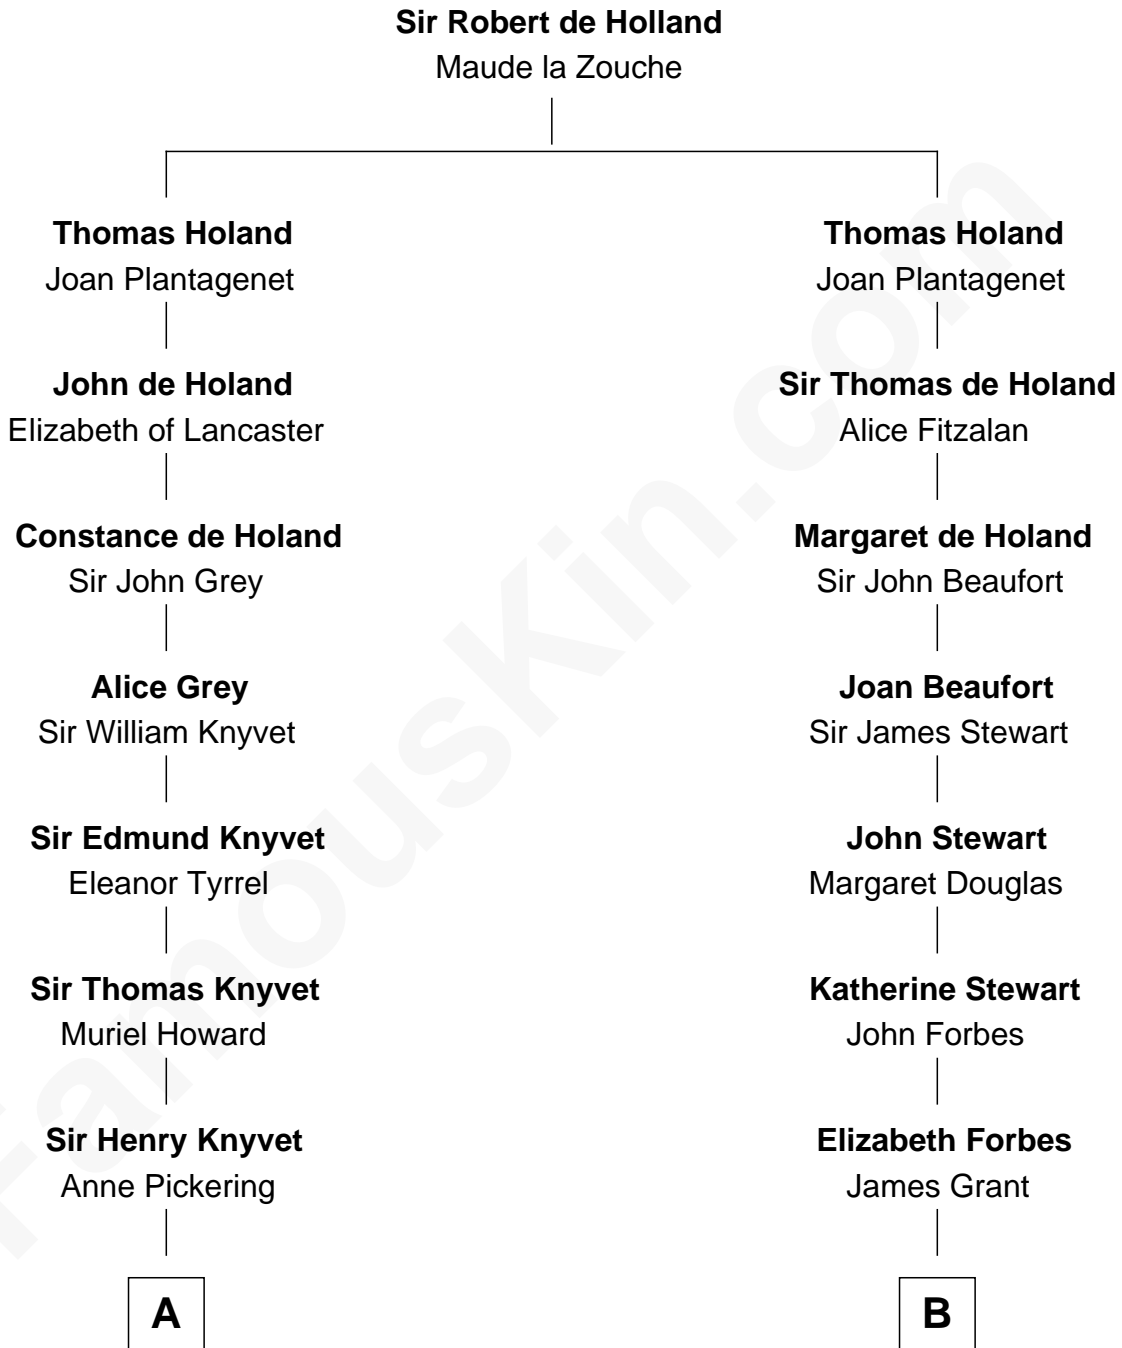 Sir Robert de Holland
Maude la Zouche
Thomas Holand
Joan Plantagenet
John de Holand
Elizabeth of Lancaster
Constance de Holand
Sir John Grey
Alice Grey
Sir William Knyvet
Sir Edmund Knyvet
Eleanor Tyrrel
Sir Thomas Knyvet
Muriel Howard
Sir Henry Knyvet
Anne Pickering
A
Thomas Holand
Joan Plantagenet
Sir Thomas de Holand
Alice Fitzalan
Margaret de Holand
Sir John Beaufort
Joan Beaufort
Sir James Stewart
John Stewart
Margaret Douglas
Katherine Stewart
John Forbes
Elizabeth Forbes
James Grant
B
FamousKin.com